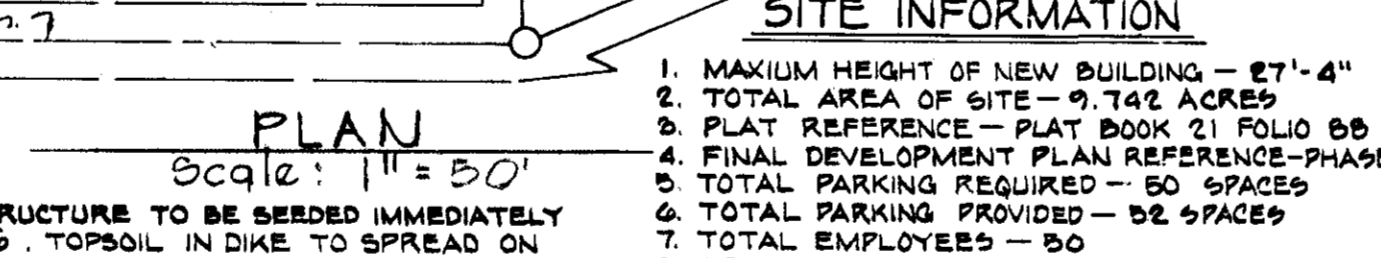 SITE INFORMATION
1. MAXIUM HEIGHT OF NEW BUILDING — 27'-4"
2. TOTAL AREA OF SITE — 9.742 ACRES
3. PLAT REFERENCE — PLAT BOOK 21 FOLIO 88
4. FINAL DEVELOPMENT PLAN REFERENCE-PHASE
5. TOTAL PARKING REQUIRED — 50 SPACES
6. TOTAL PARKING PROVIDED — 52 SPACES
7. TOTAL EMPLOYEES — 50
PLAN
Scale: 1" = 50'
RUCTURE TO BE SEEDED IMMEDIATELY
. TOPSOIL IN DIKE TO SPREAD ON